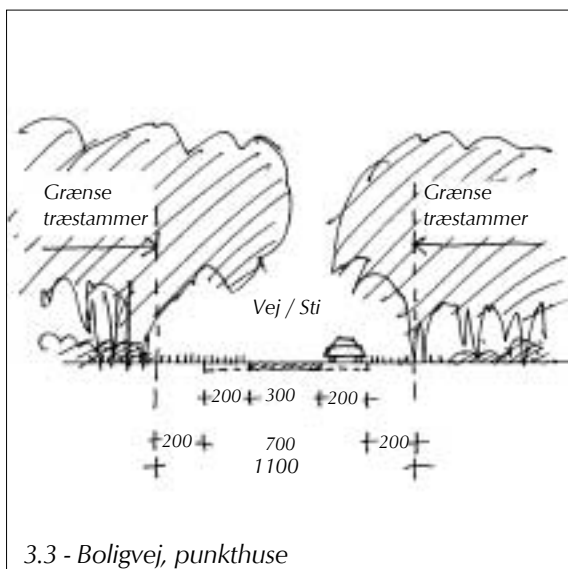 Grænse
træstammer
Grænse
træstammer
Vej / Sti
200 300 200
200 700 200
1100
3.3 - Boligvej, punkthuse